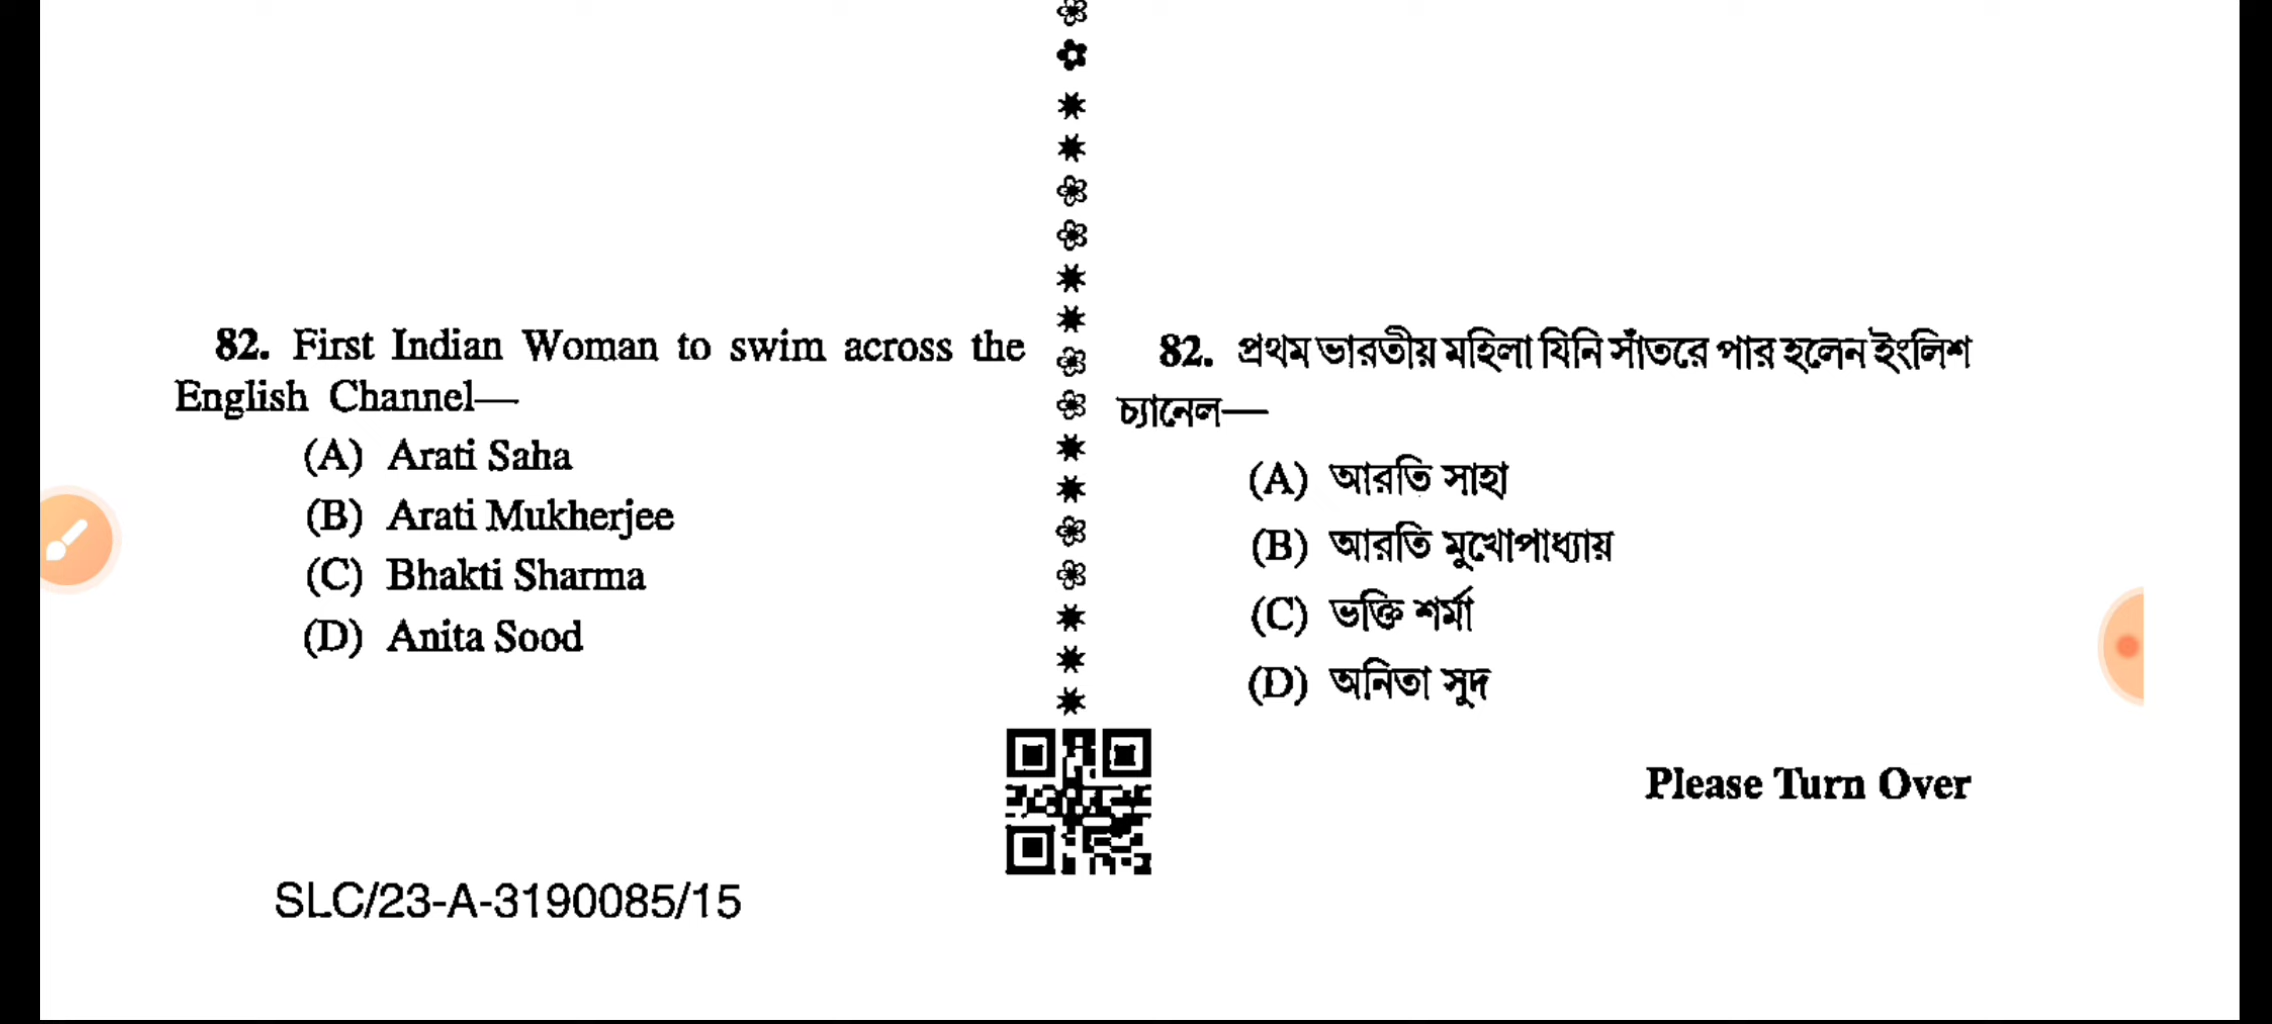 82. First Indian Woman to swim across the
English Channel—
(A) Arati Saha
(B) Arati Mukherjee
(C) Bhakti Sharma
(D) Anita Sood
82. প্রথম ভারতীয় মহিলা যিনি সাঁতরে পার হলেন ইংলিশ
চ্যানেল—
(A) আরতি সাহা
(B) আরতি মুখোপাধ্যায়
(C) ভক্তি শর্মা
(D) অনিতা সুদ
Please Turn Over
SLC/23-A-3190085/15